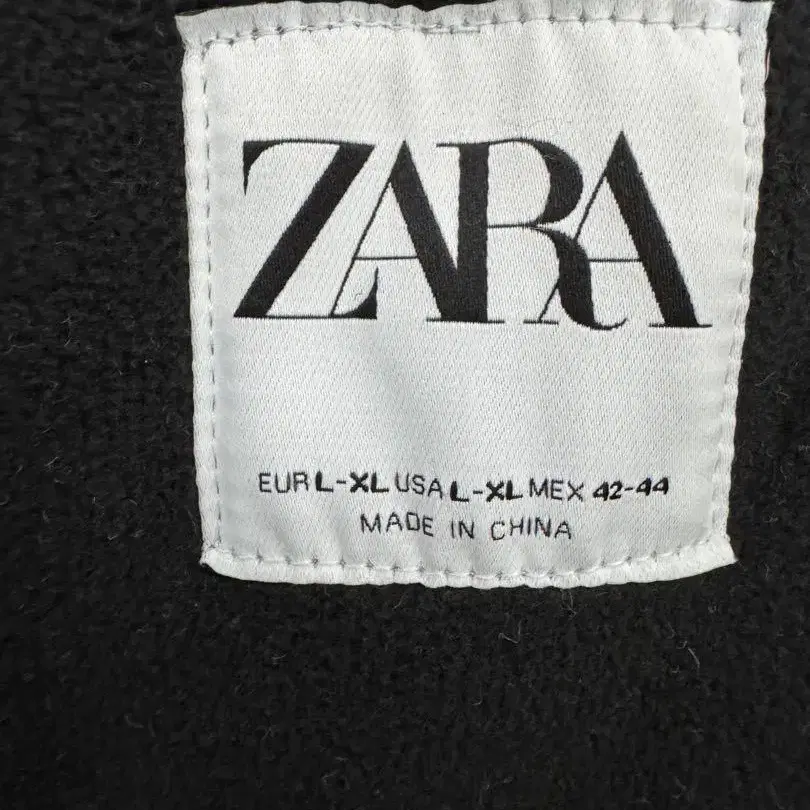 ZARA
EUR L-XL USA L-XL MEX 42-44
MADE IN CHINA